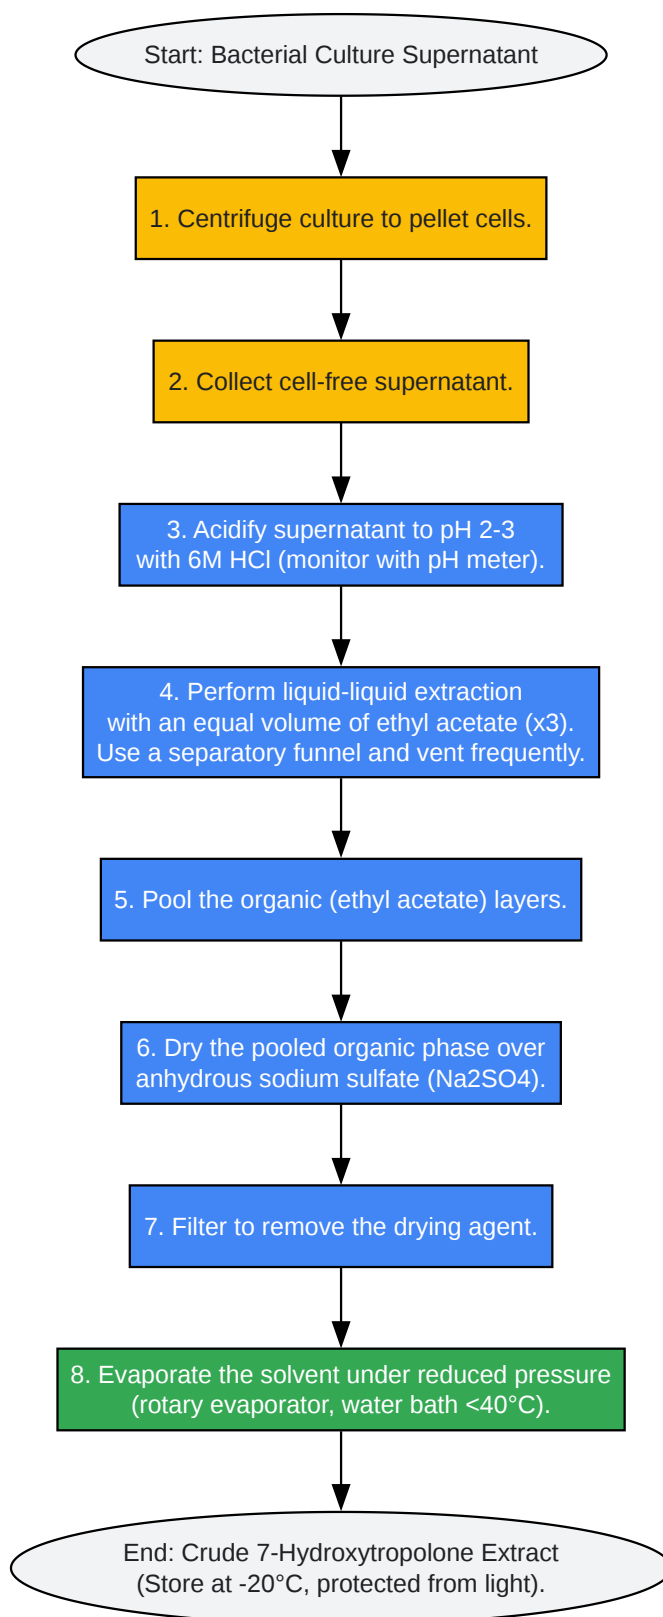 Start: Bacterial Culture Supernatant
1. Centrifuge culture to pellet cells.
2. Collect cell-free supernatant.
3. Acidify supernatant to pH 2-3
with 6M HCl (monitor with pH meter).
4. Perform liquid-liquid extraction
with an equal volume of ethyl acetate (x3).
Use a separatory funnel and vent frequently.
5. Pool the organic (ethyl acetate) layers.
6. Dry the pooled organic phase over
anhydrous sodium sulfate (Na2SO4).
7. Filter to remove the drying agent.
8. Evaporate the solvent under reduced pressure
(rotary evaporator, water bath <40°C).
End: Crude 7-Hydroxytropolone Extract
(Store at -20°C, protected from light).